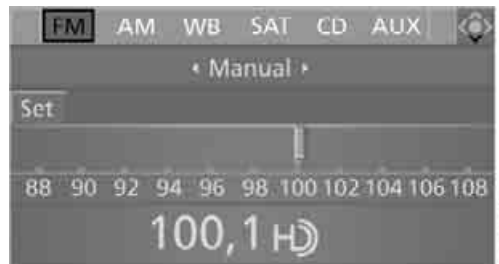 FM AM WB SAT CD AUX
Manual
Set
88 90 92 94 96 98 100 102 104 106 108
100,1 HD